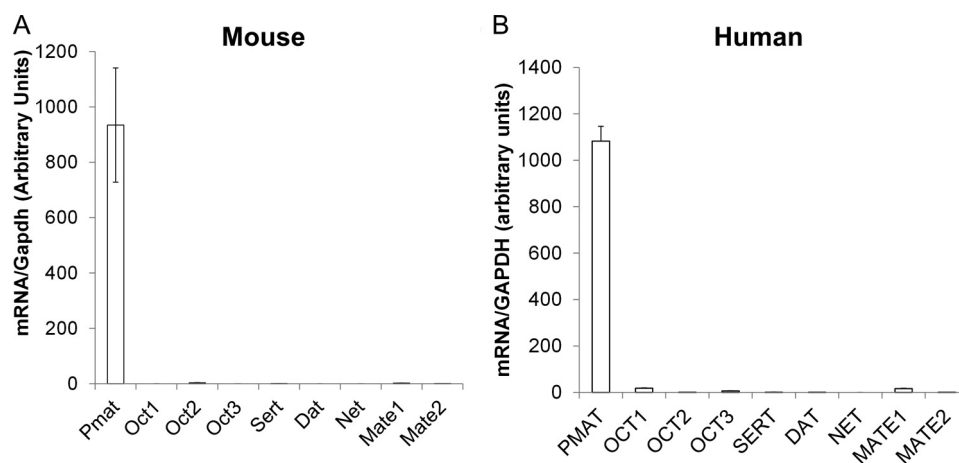 A
Mouse
mRNA/Gapdh (Arbitrary Units)
1200
1000
800
600
400
200
0
Pmat
Oct1
Oct2
Oct3
Sert
Dat
Net
Mate1
Mate2
B
Human
mRNA/GAPDH (arbitrary units)
1400
1200
1000
800
600
400
200
0
PMAT
OCT1
OCT2
OCT3
SERT
DAT
NET
MATE1
MATE2